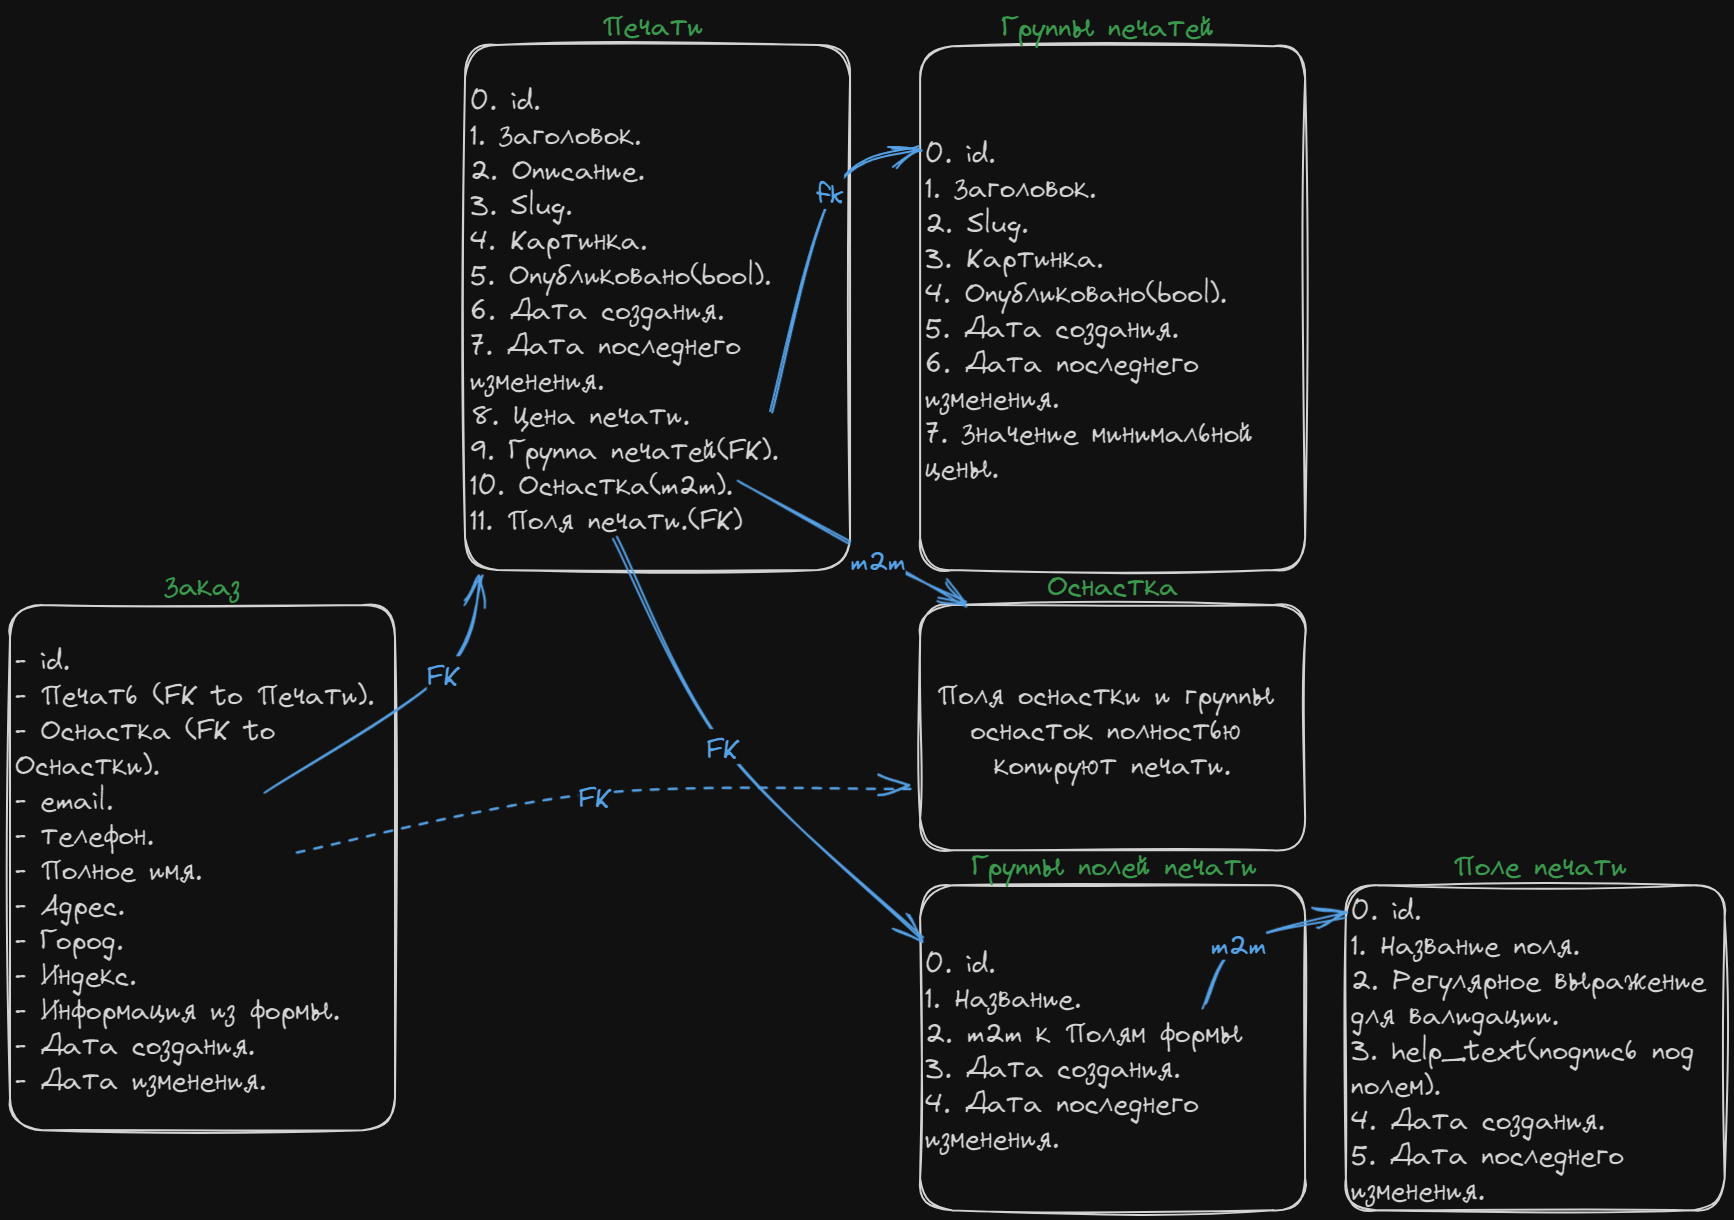 Печати
0. id.
1. Заголовок.
2. Описание.
3. Slug.
4. Картинка.
5. Опубликовано(bool).
6. Дата создания.
7. Дата последнего
изменения.
8. Цена печати.
9. Группа печатей(FK).
10. Оснастка(m2m).
11. Поля печати.(FK)
fk
Группы печатей
0. id.
1. Заголовок.
2. Slug.
3. Картинка.
4. Опубликовано(bool).
5. Дата создания.
6. Дата последнего
изменения.
7. Значение минимальной
цены.
m2m
Заказ
- id.
- Печать (FK to Печати).
- Оснастка (FK to
Оснастки).
- email.
- телефон.
- Полное имя.
- Адрес.
- Город.
- Индекс.
- Информация из формы.
- Дата создания.
- Дата изменения.
FK
FK
FK
Оснастка
Поля оснастки и группы
оснасток полностью
копируют печати.
Группы полей печати
0. id.
1. Название.
2. m2m к Полям формы
3. Дата создания.
4. Дата последнего
изменения.
m2m
Поле печати
0. id.
1. Название поля.
2. Регулярное выражение
для валидации.
3. help_text(подпись под
полем).
4. Дата создания.
5. Дата последнего
изменения.